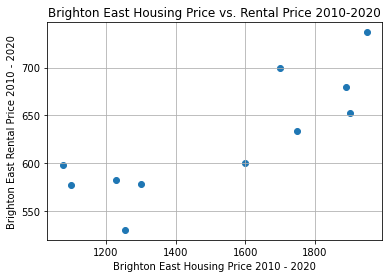 Brighton East Housing Price vs. Rental Price 2010-2020
Brighton East Rental Price 2010 - 2020
700
650
600
550
1200
1400
1600
1800
Brighton East Housing Price 2010 - 2020